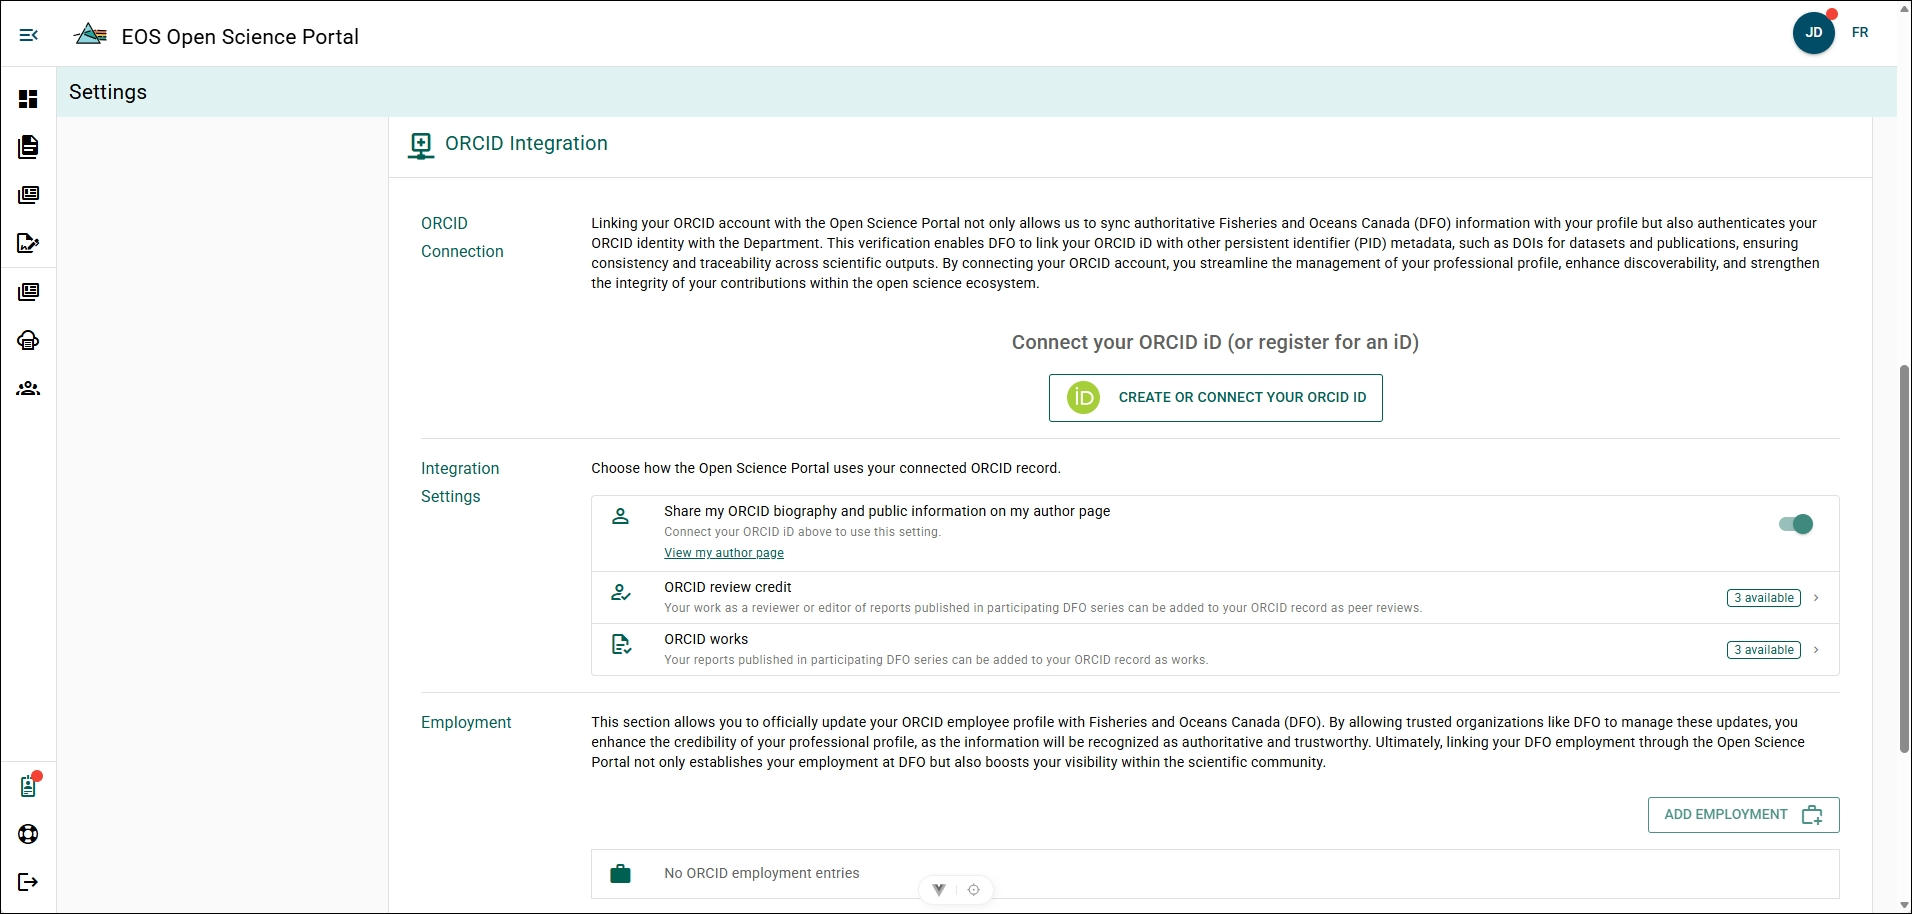 EOS Open Science Portal
JD
FR
Settings
ORCID Integration
ORCID
Connection
Linking your ORCID account with the Open Science Portal not only allows us to sync authoritative Fisheries and Oceans Canada (DFO) information with your profile but also authenticates your
ORCID identity with the Department. This verification enables DFO to link your ORCID iD with other persistent identifier (PID) metadata, such as DOIs for datasets and publications, ensuring
consistency and traceability across scientific outputs. By connecting your ORCID account, you streamline the management of your professional profile, enhance discoverability, and strengthen
the integrity of your contributions within the open science ecosystem.
Connect your ORCID iD (or register for an iD)
iD CREATE OR CONNECT YOUR ORCID ID
Integration
Settings
Choose how the Open Science Portal uses your connected ORCID record.
Share my ORCID biography and public information on my author page
Connect your ORCID iD above to use this setting.
View my author page
ORCID review credit
Your work as a reviewer or editor of reports published in participating DFO series can be added to your ORCID record as peer reviews.
3 available
ORCID works
Your reports published in participating DFO series can be added to your ORCID record as works.
3 available
Employment
This section allows you to officially update your ORCID employee profile with Fisheries and Oceans Canada (DFO). By allowing trusted organizations like DFO to manage these updates, you
enhance the credibility of your professional profile, as the information will be recognized as authoritative and trustworthy. Ultimately, linking your DFO employment through the Open Science
Portal not only establishes your employment at DFO but also boosts your visibility within the scientific community.
ADD EMPLOYMENT
No ORCID employment entries